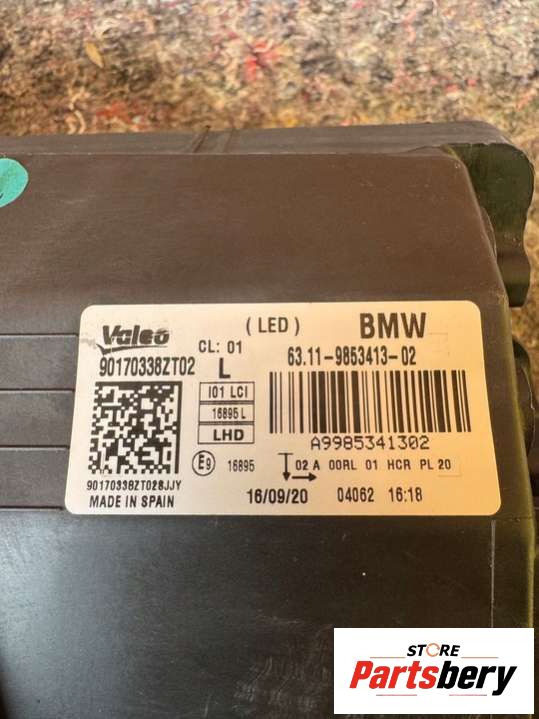 Valeo
(LED) BMW
CL: 01
90170338ZT02 L 63.11-9853413-02
I01 LCI
16895 L
LHD
A9985341302
E9 16895 02 A 00RL 01 HCR PL 20
90170338ZT028JJY
MADE IN SPAIN 16/09/20 04062 16:18
STORE
Partsbery